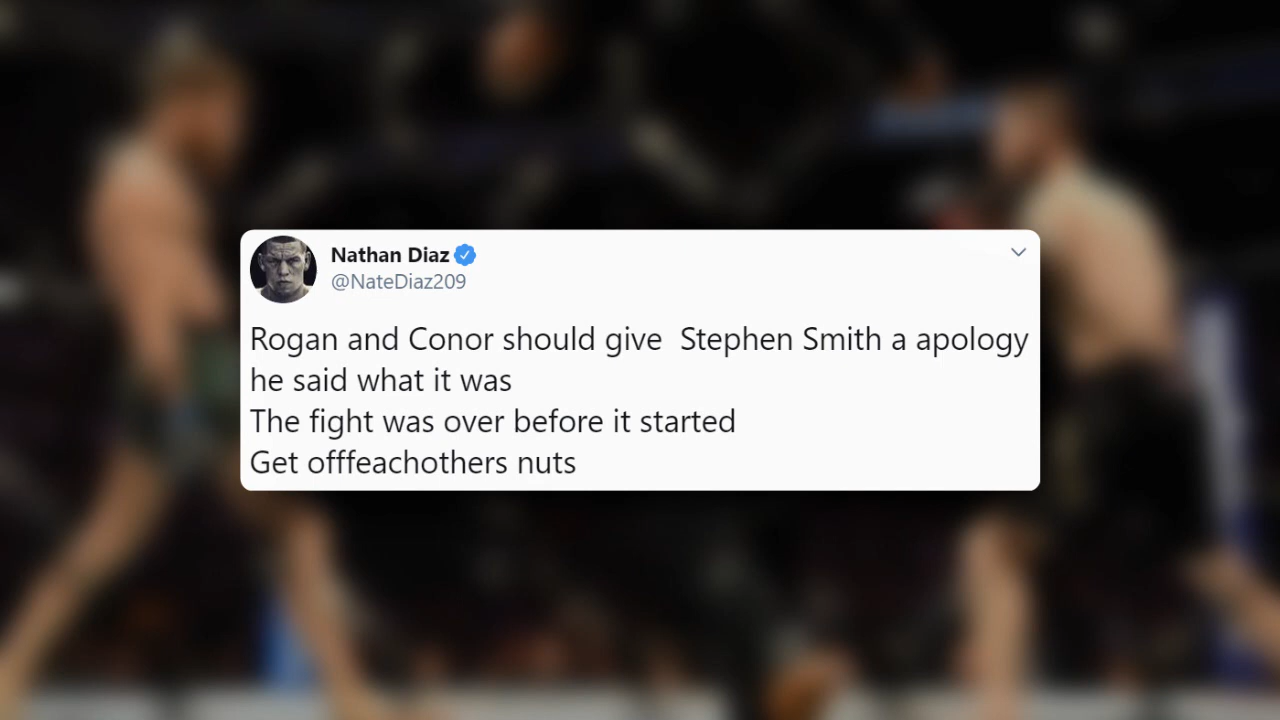 Nathan Diaz
@NateDiaz209
Rogan and Conor should give  Stephen Smith a apology
he said what it was
The fight was over before it started
Get offfeachothers nuts